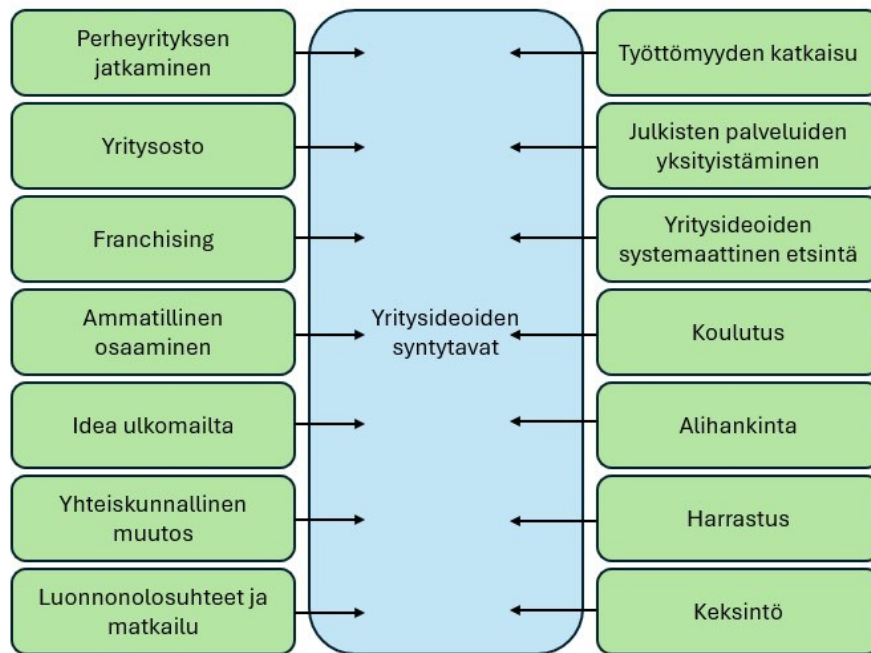 Perheyrityksen
jatkaminen
Yritysosto
Franchising
Ammatillinen
osaaminen
Idea ulkomailta
Yhteiskunnallinen
muutos
Luonnonolosuhteet ja
matkailu
Yritysideoiden
syntytavat
Työttömyyden katkaisu
Julkisten palveluiden
yksityistäminen
Yritysideoiden
systemaattinen etsintä
Koulutus
Alihankinta
Harrastus
Keksintö